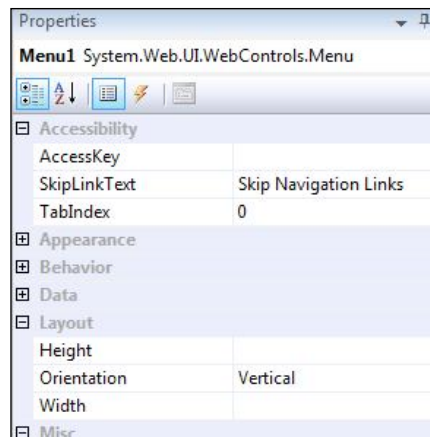 Properties
Menu1 System.Web.UI.WebControls.Menu
Accessibility
AccessKey
SkipLinkText Skip Navigation Links
TabIndex 0
Appearance
Behavior
Data
Layout
Height
Orientation Vertical
Width
Misc